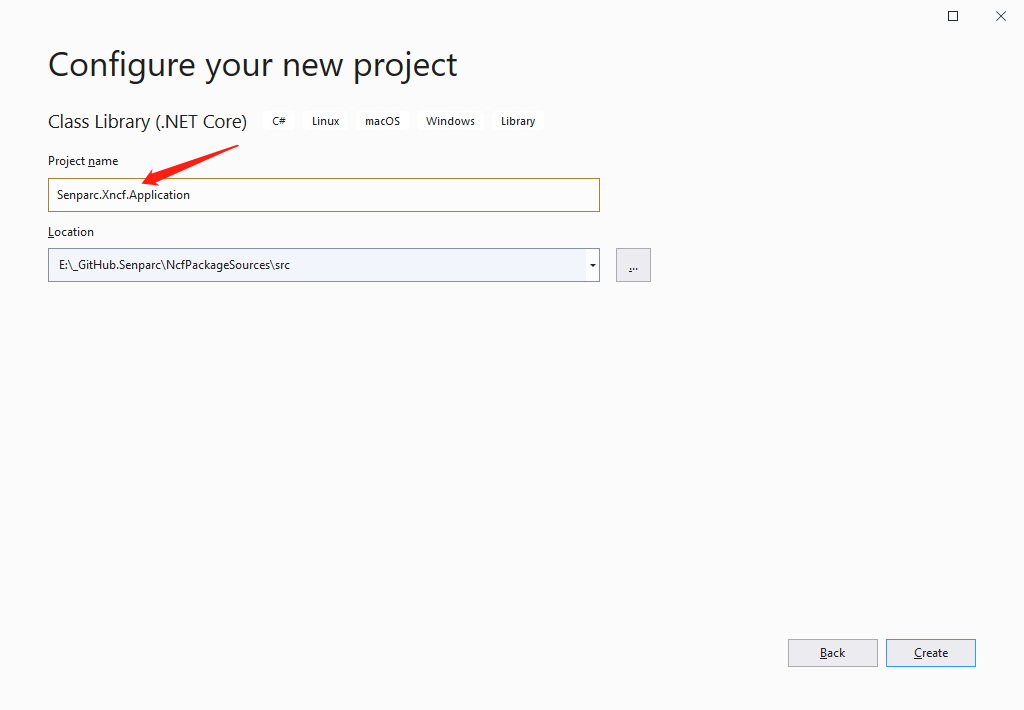 Configure your new project
Class Library (.NET Core) C# Linux macOS Windows Library
Project name
Senparc.Xncf.Application
Location
E:\_GitHub.Senparc\NcfPackageSources\src
...
Back Create